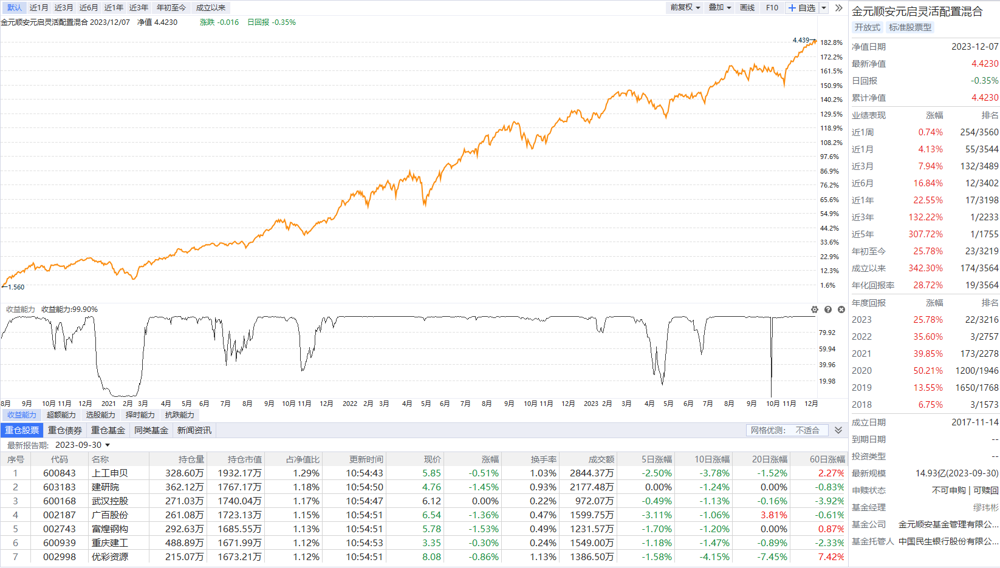 默认 近1月 近3月 近6月 近1年 近3年 年初至今 成立以来 前复权 叠加 画线 F10 自选
金元顺安元启灵活配置混合 2023/12/07 净值 4.4230 涨跌 -0.016 日回报 -0.35%
4.439
182.8%
172.2%
161.5%
150.9%
140.2%
129.5%
118.9%
108.2%
97.6%
86.9%
76.2%
65.6%
54.9%
44.2%
33.6%
22.9%
12.3%
1.6%
1.560
收益能力 收益能力:99.90%
79.92
59.94
39.96
19.98
8月 9月 10月 11月 12月 2021 2月 3月 4月 5月 6月 7月 8月 9月 10月 11月 12月 2022 2月 3月 4月 5月 6月 7月 8月 9月 10月 11月 12月 2023 2月 3月 4月 5月 6月 7月 8月 9月 10月 11月 12月
收益能力 超额能力 选股能力 择时能力 抗跌能力
重仓股票 重仓债券 重仓基金 同类基金 新闻资讯 网格优测: 不适合
最新报告期: 2023-09-30
序号 代码 名称 持仓量 持仓市值 占净值比 更新时间 现价 涨幅 换手率 成交额 5日涨幅 10日涨幅 20日涨幅 60日涨幅
1 600843 上工申贝 328.60万 1932.17万 1.29% 10:54:43 5.85 -0.51% 1.03% 2844.37万 -2.50% -3.78% -1.52% 2.27%
2 603183 建研院 362.12万 1767.17万 1.18% 10:54:50 4.76 -1.45% 0.93% 2177.48万 0.00% -1.24% 0.00% -0.83%
3 600168 武汉控股 271.03万 1740.04万 1.17% 10:54:47 6.12 0.00% 0.22% 972.07万 -0.49% -1.13% -0.16% -3.92%
4 002187 广百股份 261.08万 1723.13万 1.15% 10:54:51 6.54 -1.36% 0.47% 1599.75万 -3.11% -1.06% 3.81% -0.61%
5 002743 富煌钢构 292.63万 1685.55万 1.13% 10:54:51 5.78 -1.53% 0.49% 1231.57万 -1.70% -1.20% 0.00% 0.87%
6 600939 重庆建工 488.89万 1671.99万 1.12% 10:54:53 3.35 -0.30% 0.24% 1549.00万 -1.18% -1.47% -0.89% -2.33%
7 002998 优彩资源 215.07万 1673.21万 1.12% 10:54:51 8.08 -0.86% 1.13% 1386.50万 -1.58% -4.15% -7.45% 7.42%
金元顺安元启灵活配置混合
开放式 标准股票型
净值日期 2023-12-07
最新净值 4.4230
日回报 -0.35%
累计净值 4.4230
业绩表现 涨幅 排名
近1周 0.74% 254/3560
近1月 4.13% 55/3544
近3月 7.94% 132/3489
近6月 16.84% 12/3402
近1年 22.55% 17/3198
近3年 132.22% 1/2233
近5年 307.72% 1/1755
年初至今 25.78% 23/3219
成立以来 342.30% 174/3564
年化回报率 28.72% 19/3564
年度回报 涨幅 排名
2023 25.78% 22/3216
2022 35.60% 3/2757
2021 39.85% 173/2278
2020 50.21% 1200/1946
2019 13.55% 1650/1768
2018 6.75% 3/1573
成立日期 2017-11-14
到期日期 --
投资类型 --
最新规模 14.93亿(2023-09-30)
申赎状态 不可申购 | 可赎回
基金经理 缪玮彬
基金公司 金元顺安基金管理有限公...
基金托管人 中国民生银行股份有限公...